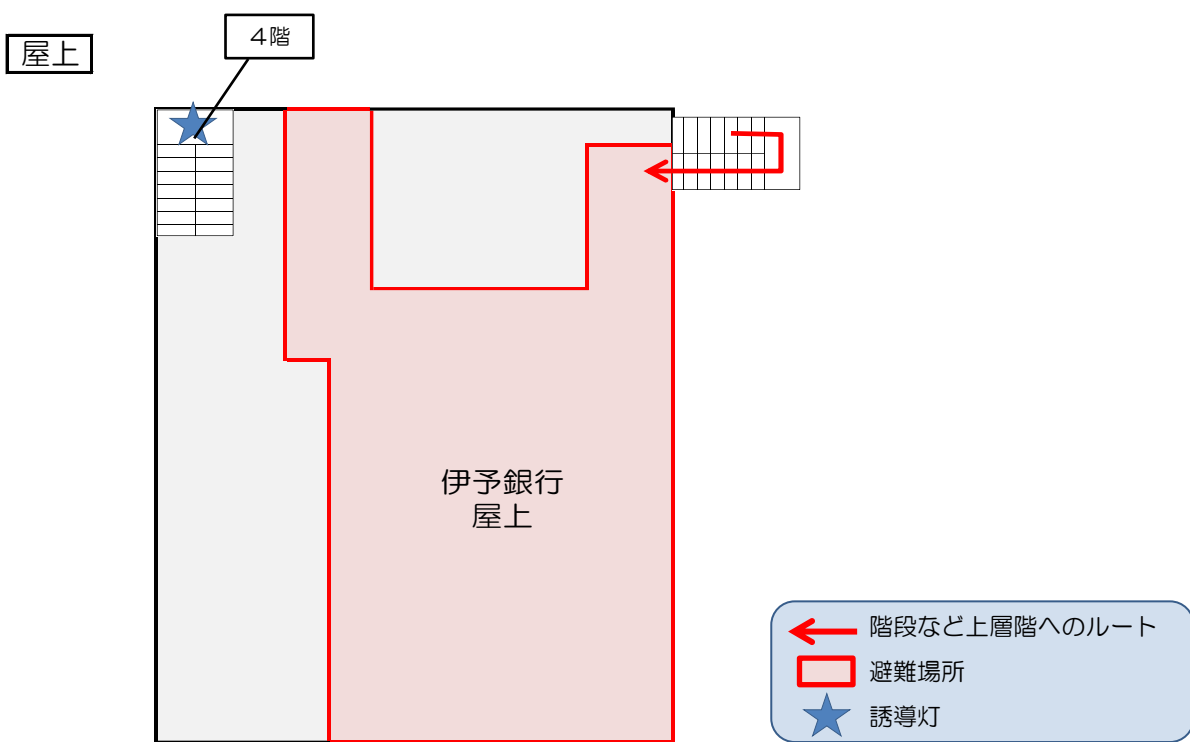 屋上
４階
伊予銀行
屋上
階段など上層階へのルート
避難場所
誘導灯